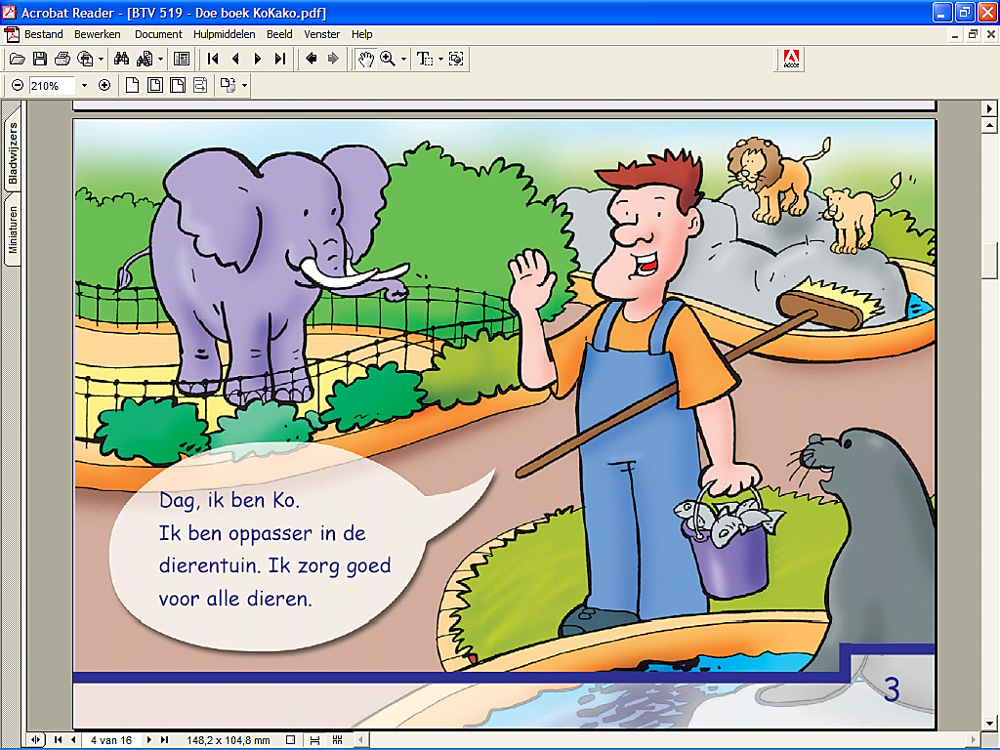 Acrobat Reader - [BTV 519 - Doe boek KoKako.pdf]
Bestand Bewerken Document Hulpmiddelen Beeld Venster Help
Adobe
210%
Bladwijzers
Miniaturen
Dag, ik ben Ko.
Ik ben oppasser in de
dierentuin. Ik zorg goed
voor alle dieren.
3
4 van 16 148,2 x 104,8 mm